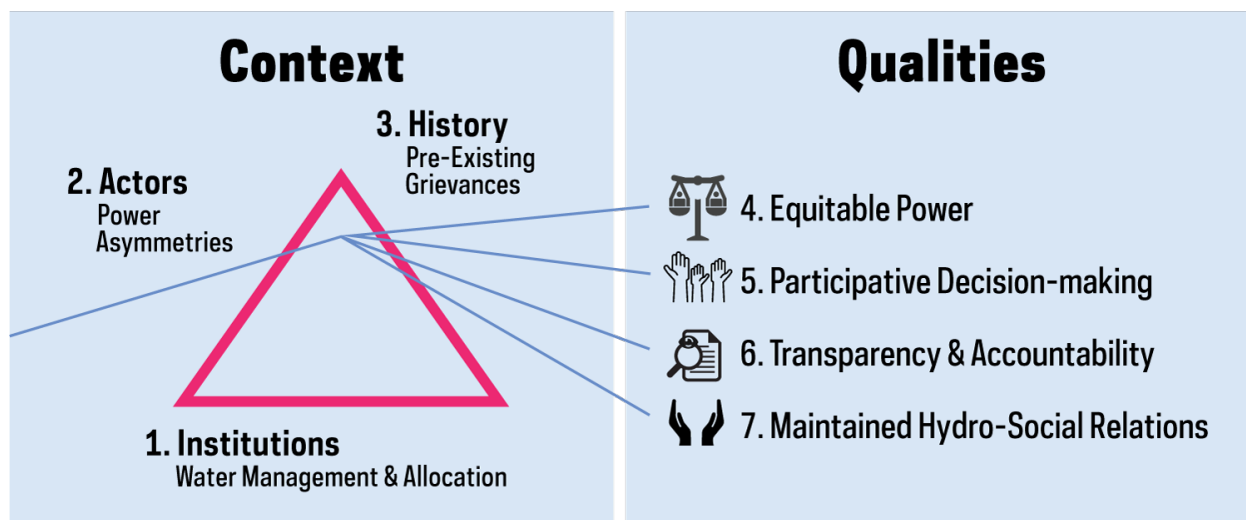 Context
3. History
Pre-Existing
Grievances
2. Actors
Power
Asymmetries
1. Institutions
Water Management & Allocation
Qualities
4. Equitable Power
5. Participative Decision-making
6. Transparency & Accountability
7. Maintained Hydro-Social Relations